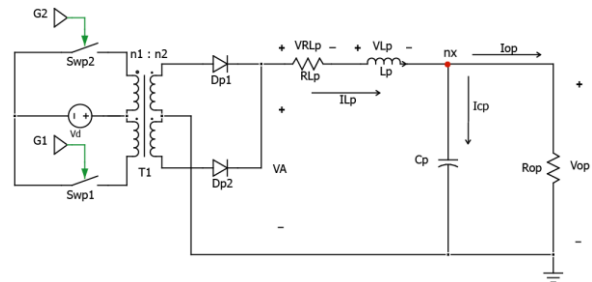 G2
Swp2
n1 : n2
Dp1
+ VRLp -
RLp
+ VLp -
Lp
nx
Iop
ILp
Icp
+
- +
Vd
G1
Swp1
T1
Dp2
+
VA
-
Cp
Rop
Vop
-